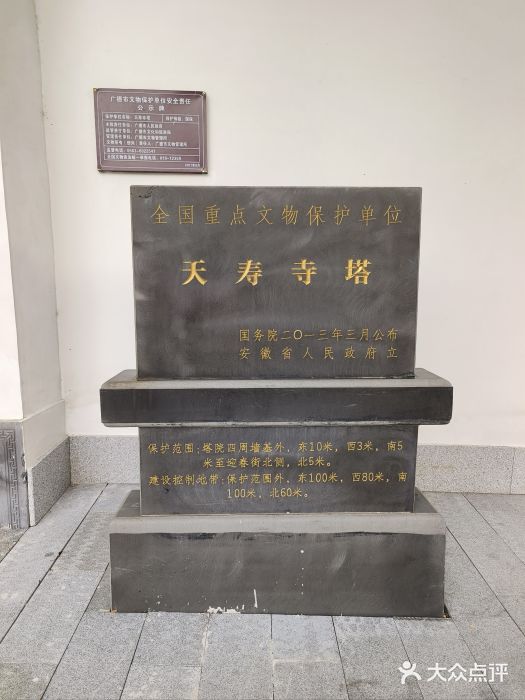 广德市文物保护单位安全责任
公示牌
全国重点文物保护单位
天寿寺塔
国务院二〇一三年三月公布
安徽省人民政府立
保护范围：塔院四周墙基外，东10米，西3米，南5
米至迎春街北侧，北5米。
建设控制地带：保护范围外，东100米，西80米，南
100米，北60米。
大众点评